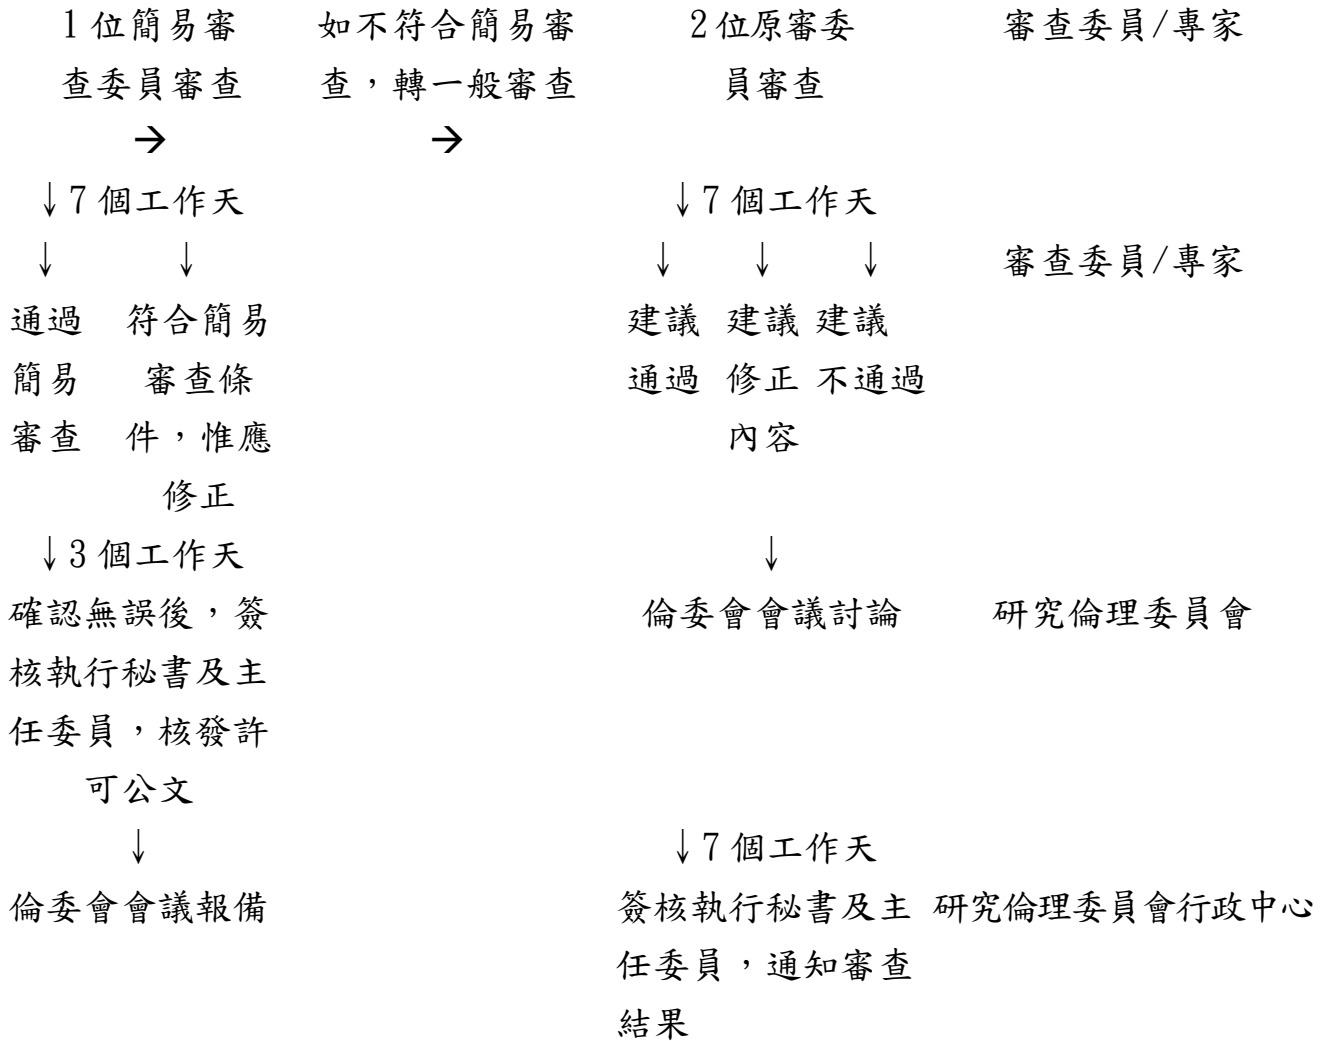 1 位簡易審 如不符合簡易審 2 位原審委 審查委員/專家
查委員審查 查，轉一般審查 員審查
→ →
↓7 個工作天 ↓7 個工作天
↓ ↓ ↓ ↓ ↓ 審查委員/專家
通過 符合簡易 建議 建議 建議
簡易 審查條 通過 修正 不通過
審查 件，惟應 內容
修正
↓3 個工作天 ↓
確認無誤後，簽 倫委會會議討論 研究倫理委員會
核執行秘書及主
任委員，核發許
可公文
↓ ↓7 個工作天
倫委會會議報備 簽核執行秘書及主 研究倫理委員會行政中心
任委員，通知審查
結果